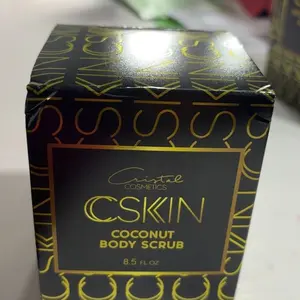 Cristal
COSMETICS
CSKIN
COCONUT
BODY SCRUB
8.5 FL OZ